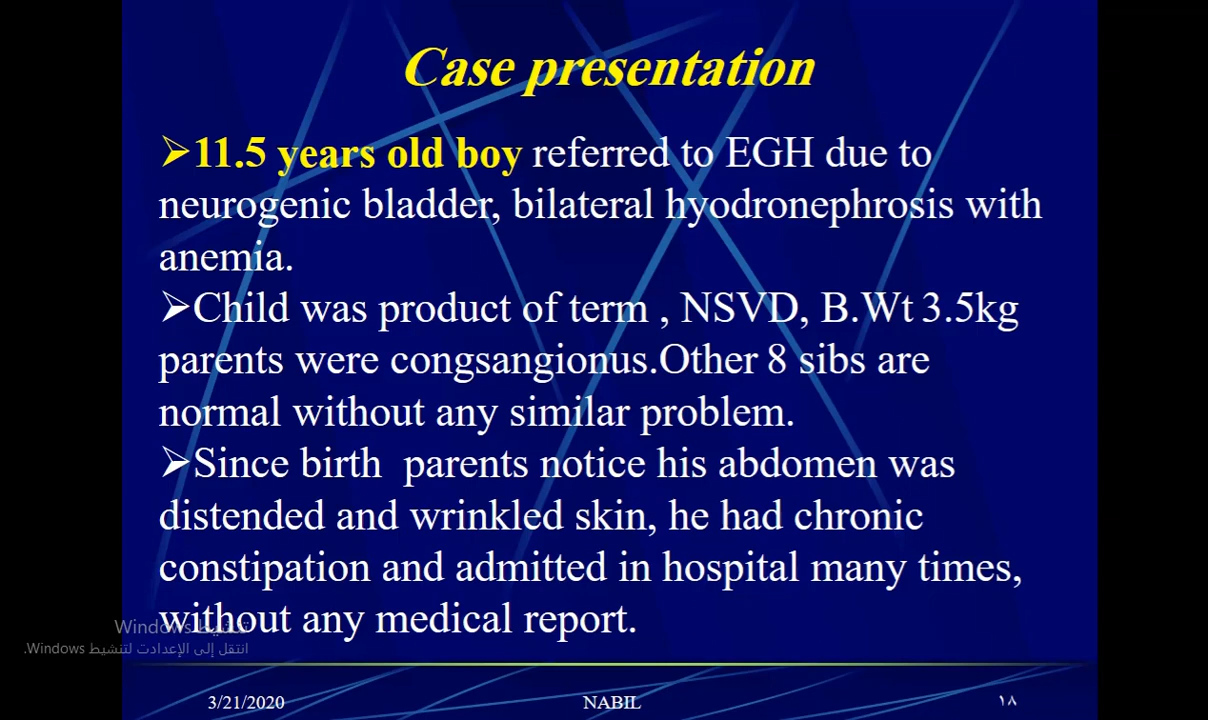 Case presentation
➢11.5 years old boy referred to EGH due to
neurogenic bladder, bilateral hyodronephrosis with
anemia.
➢Child was product of term , NSVD, B.Wt 3.5kg
parents were congsangionus.Other 8 sibs are
normal without any similar problem.
➢Since birth  parents notice his abdomen was
distended and wrinkled skin, he had chronic
constipation and admitted in hospital many times,
without any medical report.
تنشيط Windows
انتقل إلى الإعدادت لتنشيط Windows.
3/21/2020
NABIL
١٨